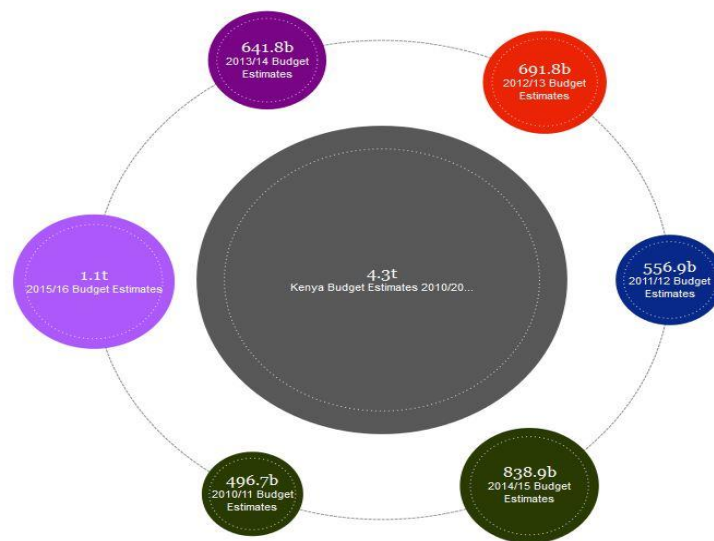 641.8b
2013/14 Budget
Estimates
691.8b
2012/13 Budget
Estimates
1.1t
2015/16 Budget Estimates
4.3t
Kenya Budget Estimates 2010/20...
556.9b
2011/12 Budget
Estimates
496.7b
2010/11 Budget
Estimates
838.9b
2014/15 Budget
Estimates